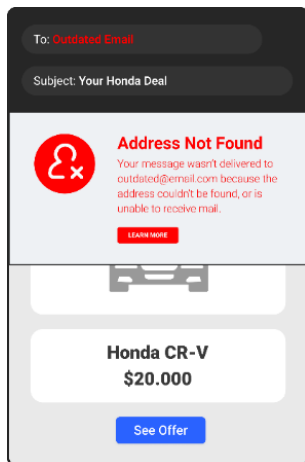 To: Outdated Email
Subject: Your Honda Deal
Address Not Found
Your message wasn't delivered to
outdated@email.com because the
address couldn't be found, or is
unable to receive mail.
LEARN MORE
Honda CR-V
$20.000
See Offer